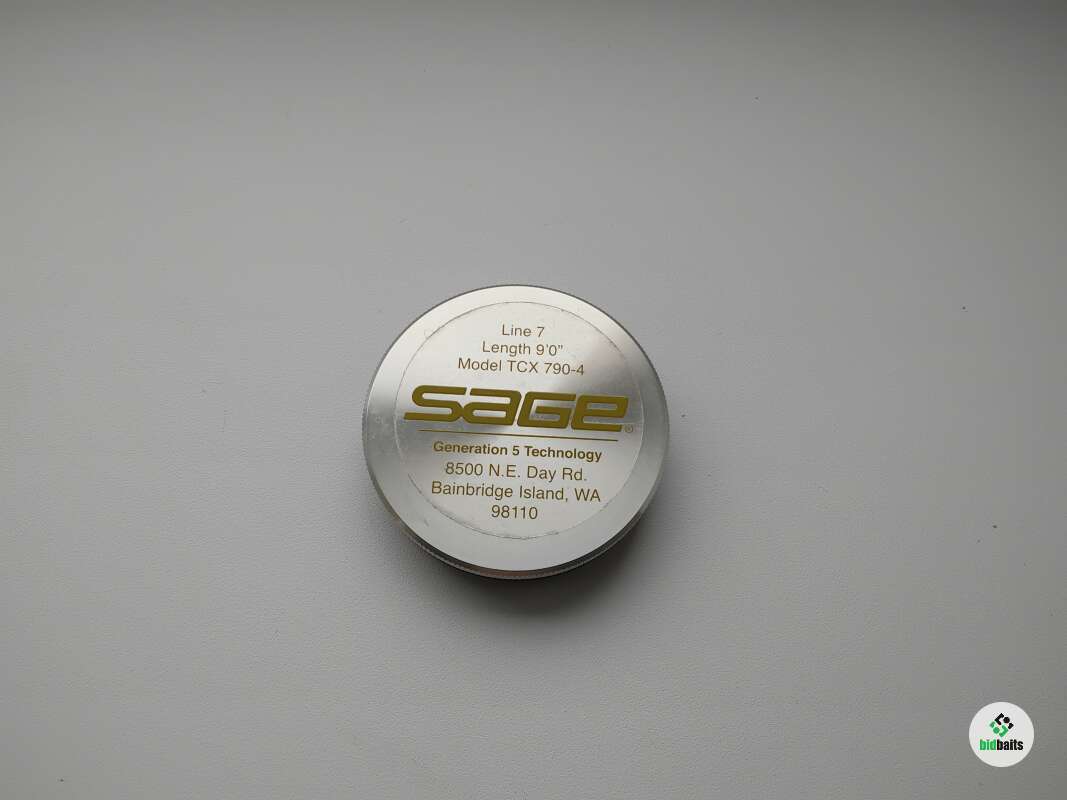 Line 7
Length 9'0"
Model TCX 790-4
SAGE®
Generation 5 Technology
8500 N.E. Day Rd.
Bainbridge Island, WA
98110
bidbaits